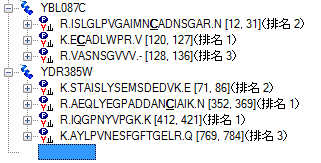 YBL087C
R.ISLGLPVGAIMNCADNSGAR.N [12, 31](排名 2)
K.ECADLWPR.V [120, 127](排名 1)
R.VASNSGVVV.- [128, 136](排名 3)
YDR385W
K.STAISLYSEMSDEDVK.E [71, 86](排名 2)
R.AEQLYEGPADDANCIAIK.N [352, 369](排名 1)
R.IQGPNYVPGK.K [412, 421](排名 1)
K.AYLPVNESFGFTGELR.Q [769, 784](排名 3)